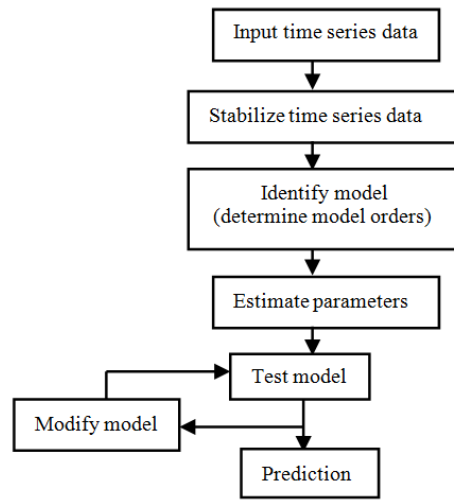 Input time series data
Stabilize time series data
Identify model
(determine model orders)
Estimate parameters
Test model
Modify model
Prediction